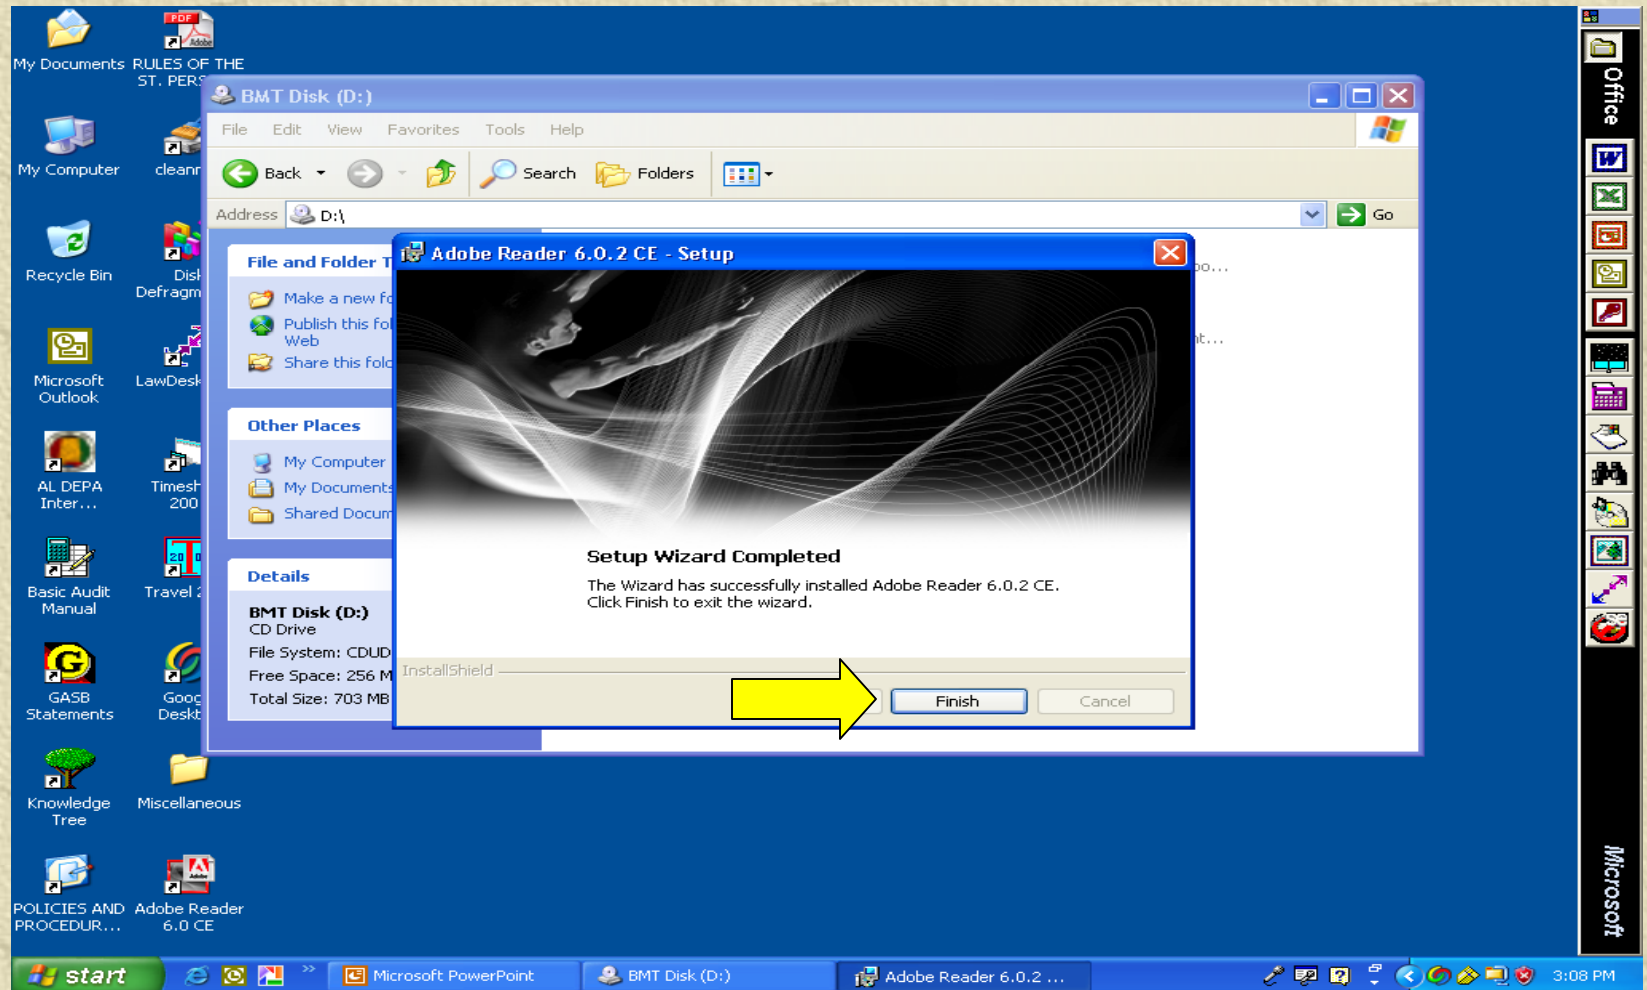 My Documents
RULES OF THE
ST. PERS
My Computer
Recycle Bin
Disk
Defragm
Microsoft
Outlook
LawDesk
AL DEPA
Inter...
Timesh
200
Basic Audit
Manual
Travel 2
GASB
Statements
Goog
Deskt
Knowledge
Tree
Miscellaneous
POLICIES AND
PROCEDUR...
Adobe Reader
6.0 CE
BMT Disk (D:)
File Edit View Favorites Tools Help
Back Search Folders
Address D:\ Go
File and Folder T
Make a new fo
Publish this fol
Web
Share this fold
Other Places
My Computer
My Documents
Shared Docum
Details
BMT Disk (D:)
CD Drive
File System: CDUD
Free Space: 256 M
Total Size: 703 MB
Adobe Reader 6.0.2 CE - Setup
Setup Wizard Completed
The Wizard has successfully installed Adobe Reader 6.0.2 CE.
Click Finish to exit the wizard.
InstallShield
Finish Cancel
Office
Microsoft
start Microsoft PowerPoint BMT Disk (D:) Adobe Reader 6.0.2 ... 3:08 PM